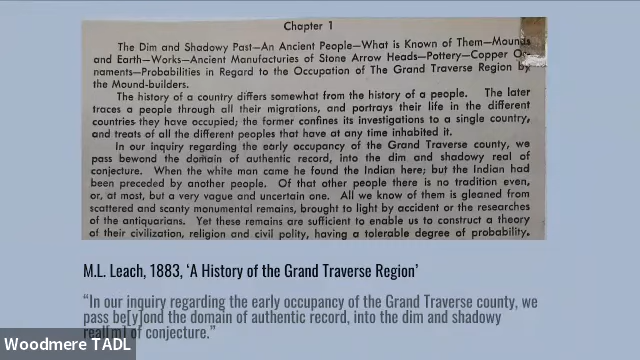 Chapter 1
The Dim and Shadowy Past—An Ancient People—What is Known of Them—Mounds
and Earth—Works—Ancient Manufactures of Stone Arrow Heads—Pottery—Copper
naments—Probabilities in Regard to the Occupation of The Grand Traverse Region by
the Mound-builders.
The history of a country differs somewhat from the history of a people. The later
traces a people through all their migrations, and portrays their life in the different
countries they have occupied; the former confines its investigations to a single country,
and treats of all the different peoples that have at any time inhabited it.
In our inquiry regarding the early occupancy of the Grand Traverse county, we
pass bewond the domain of authentic record, into the dim and shadowy real of
conjecture. When the white man came he found the Indian here; but the Indian had
been preceded by another people. Of that other people there is no tradition even,
or, at most, but a very vague and uncertain one. All we know of them is gleaned from
scattered and scanty monumental remains, brought to light by accident or the researches
of the antiquarians. Yet these remains are sufficient to enable us to construct a theory
of their civilization, religion and civil polity, having a tolerable degree of probability.
M.L. Leach, 1883, ‘A History of the Grand Traverse Region’
“In our inquiry regarding the early occupancy of the Grand Traverse county, we
pass be[y]ond the domain of authentic record, into the dim and shadowy
real[m] of conjecture.”
Woodmere TADL